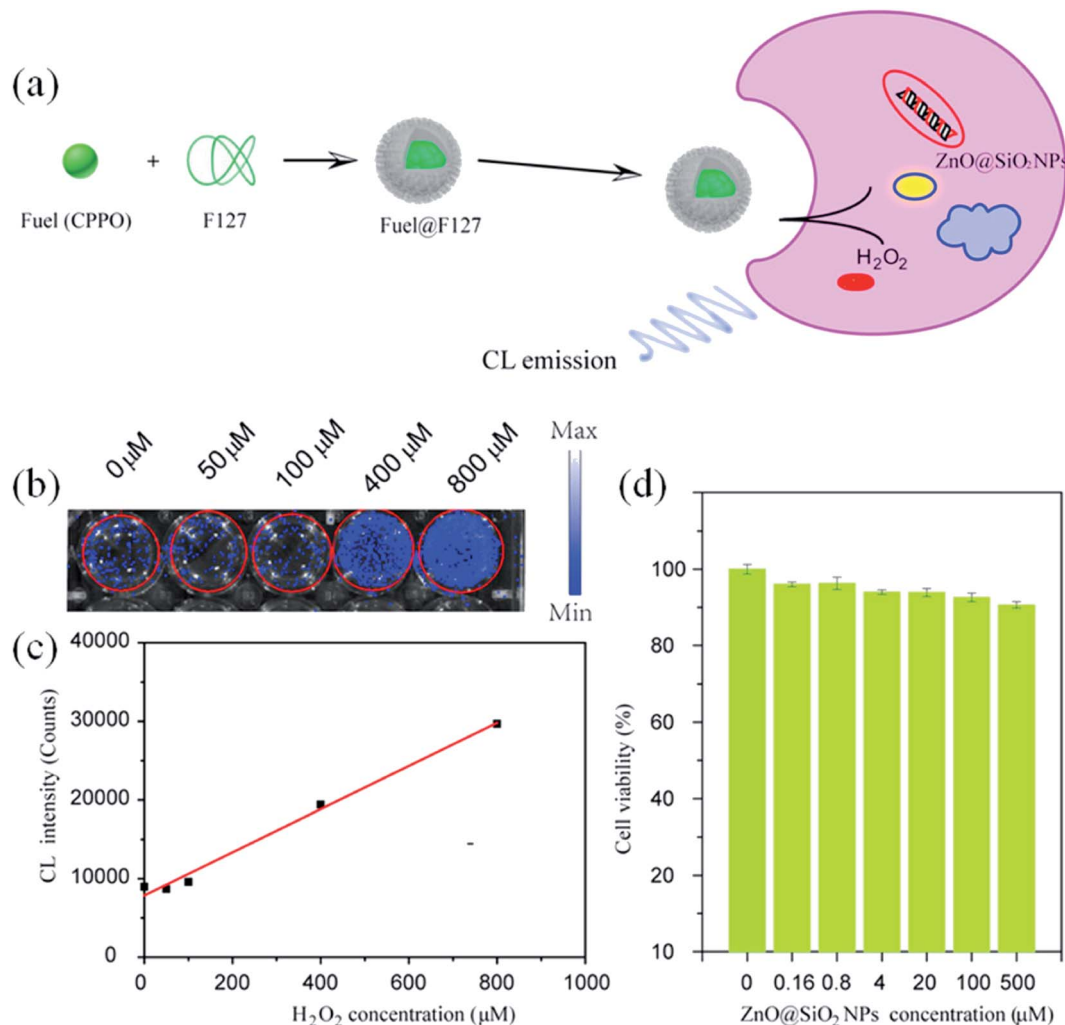 (a)
Fuel (CPPO)
+
F127
Fuel@F127
ZnO@SiO₂NPs
H₂O₂
CL emission
(b)
0 μM
50 μM
100 μM
400 μM
800 μM
Max
Min
(c)
40000
30000
20000
10000
0
CL intensity (Counts)
0 200 400 600 800 1000
H₂O₂ concentration (μM)
(d)
100
80
60
40
20
10
Cell viability (%)
0 0.16 0.8 4 20 100 500
ZnO@SiO₂ NPs concentration (μM)